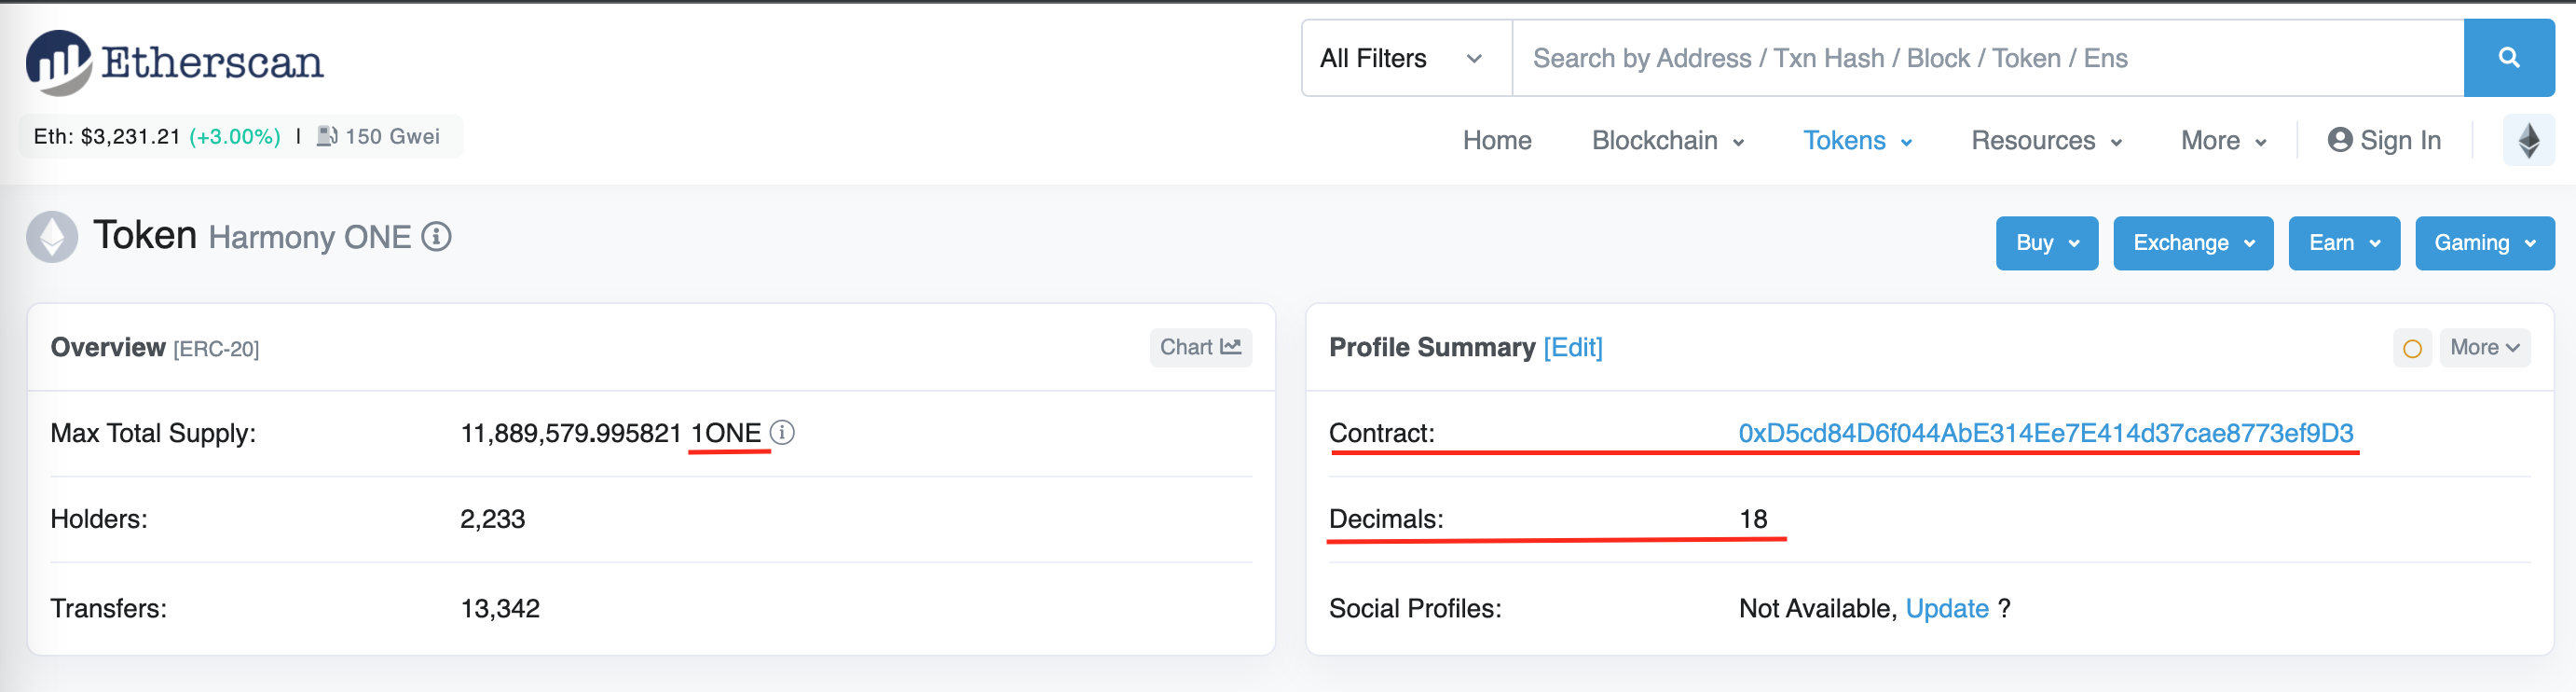 Etherscan
All Filters
Search by Address / Txn Hash / Block / Token / Ens
Eth: $3,231.21 (+3.00%) | 150 Gwei
Home Blockchain Tokens Resources More Sign In
Token Harmony ONE
Buy Exchange Earn Gaming
Overview [ERC-20]
Chart
Max Total Supply: 11,889,579.995821 1ONE
Holders: 2,233
Transfers: 13,342
Profile Summary [Edit]
More
Contract: 0xD5cd84D6f044AbE314Ee7E414d37cae8773ef9D3
Decimals: 18
Social Profiles: Not Available, Update ?